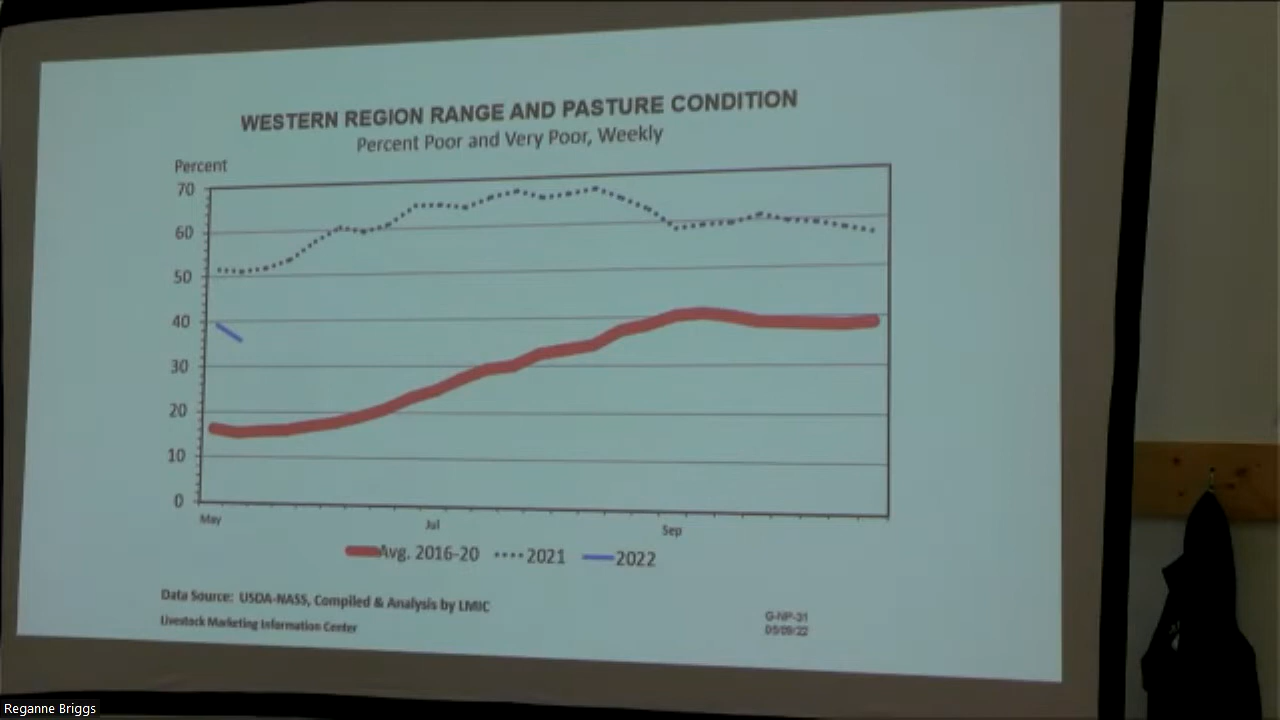 WESTERN REGION RANGE AND PASTURE CONDITION
Percent Poor and Very Poor, Weekly
Percent
70
60
50
40
30
20
10
0
May Jul Sep
Avg. 2016-20 2021 2022
Data Source: USDA-NASS, Compiled & Analysis by LMIC
Livestock Marketing Information Center
G-NP-31
05/09/22
Reganne Briggs